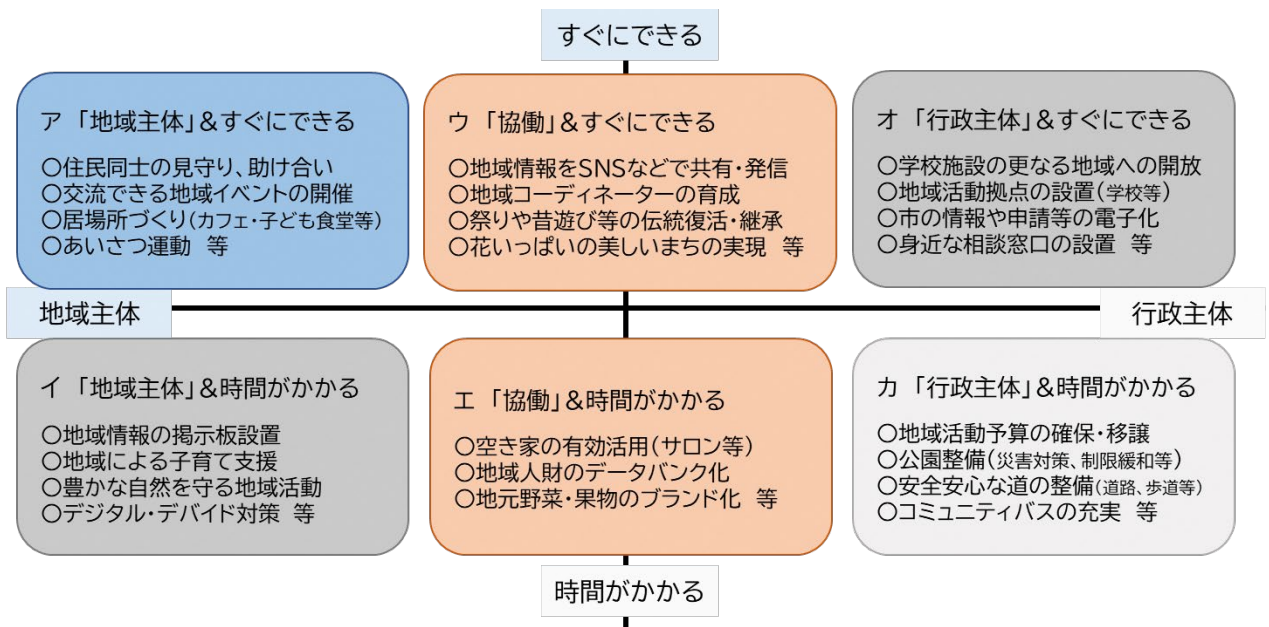 すぐにできる
ア 「地域主体」&すぐにできる
○住民同士の見守り、助け合い
○交流できる地域イベントの開催
○居場所づくり(カフェ・子ども食堂等)
○あいさつ運動 等
ウ 「協働」&すぐにできる
○地域情報をSNSなどで共有・発信
○地域コーディネーターの育成
○祭りや昔遊び等の伝統復活・継承
○花いっぱいの美しいまちの実現 等
オ 「行政主体」&すぐにできる
○学校施設の更なる地域への開放
○地域活動拠点の設置(学校等)
○市の情報や申請等の電子化
○身近な相談窓口の設置 等
地域主体
行政主体
イ 「地域主体」&時間がかかる
○地域情報の掲示板設置
○地域による子育て支援
○豊かな自然を守る地域活動
○デジタル・デバイド対策 等
エ 「協働」&時間がかかる
○空き家の有効活用(サロン等)
○地域人財のデータバンク化
○地元野菜・果物のブランド化 等
カ 「行政主体」&時間がかかる
○地域活動予算の確保・移譲
○公園整備(災害対策、制限緩和等)
○安全安心な道の整備(道路、歩道等)
○コミュニティバスの充実 等
時間がかかる